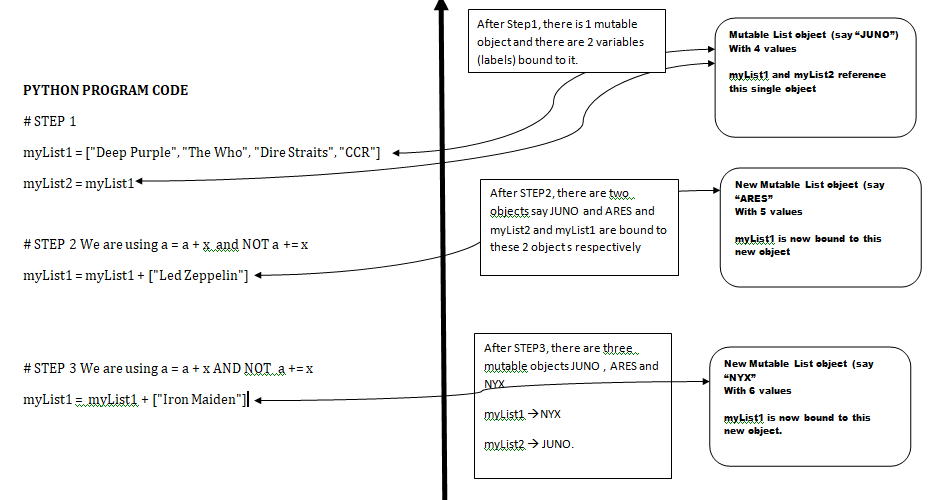 PYTHON PROGRAM CODE
# STEP 1
myList1 = ["Deep Purple", "The Who", "Dire Straits", "CCR"]
myList2 = myList1
# STEP 2 We are using a = a + x and NOT a += x
myList1 = myList1 + ["Led Zeppelin"]
# STEP 3 We are using a = a + x AND NOT a += x
myList1 = myList1 + ["Iron Maiden"]
After Step1, there is 1 mutable
object and there are 2 variables
(labels) bound to it.
After STEP2, there are two
objects say JUNO and ARES and
myList2 and myList1 are bound to
these 2 objects respectively
After STEP3, there are three
mutable objects JUNO , ARES and
NYX
myList1 → NYX
myList2 → JUNO.
Mutable List object (say "JUNO")
With 4 values
myList1 and myList2 reference
this single object
New Mutable List object (say
"ARES"
With 5 values
myList1 is now bound to this
new object
New Mutable List object (say
"NYX"
With 6 values
myList1 is now bound to this
new object.